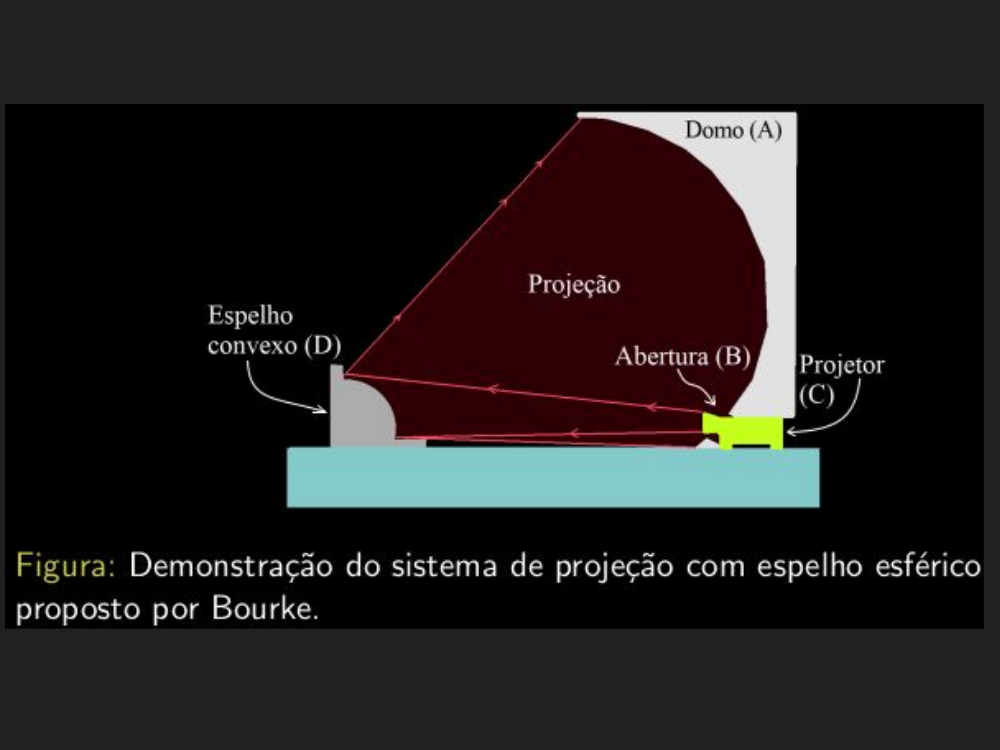 Domo (A)
Projeção
Espelho
convexo (D)
Abertura (B)
Projetor
(C)
Figura: Demonstração do sistema de projeção com espelho esférico
proposto por Bourke.